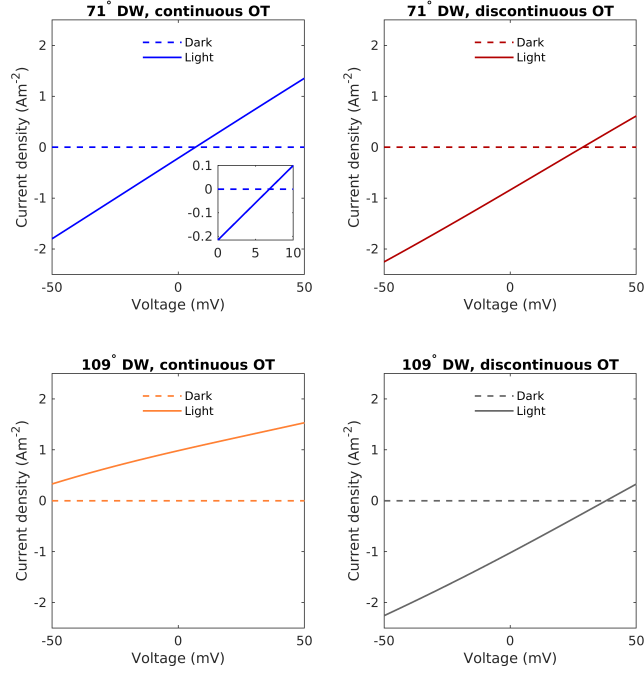 71° DW, continuous OT
Current density (Am-2)
2
1
0
-1
-2
Dark
Light
0.1
0
-0.1
-0.2
0 5 10
-50 0 50
Voltage (mV)
71° DW, discontinuous OT
Current density (Am-2)
2
1
0
-1
-2
Dark
Light
-50 0 50
Voltage (mV)
109° DW, continuous OT
Current density (Am-2)
2
1
0
-1
-2
Dark
Light
-50 0 50
Voltage (mV)
109° DW, discontinuous OT
Current density (Am-2)
2
1
0
-1
-2
Dark
Light
-50 0 50
Voltage (mV)